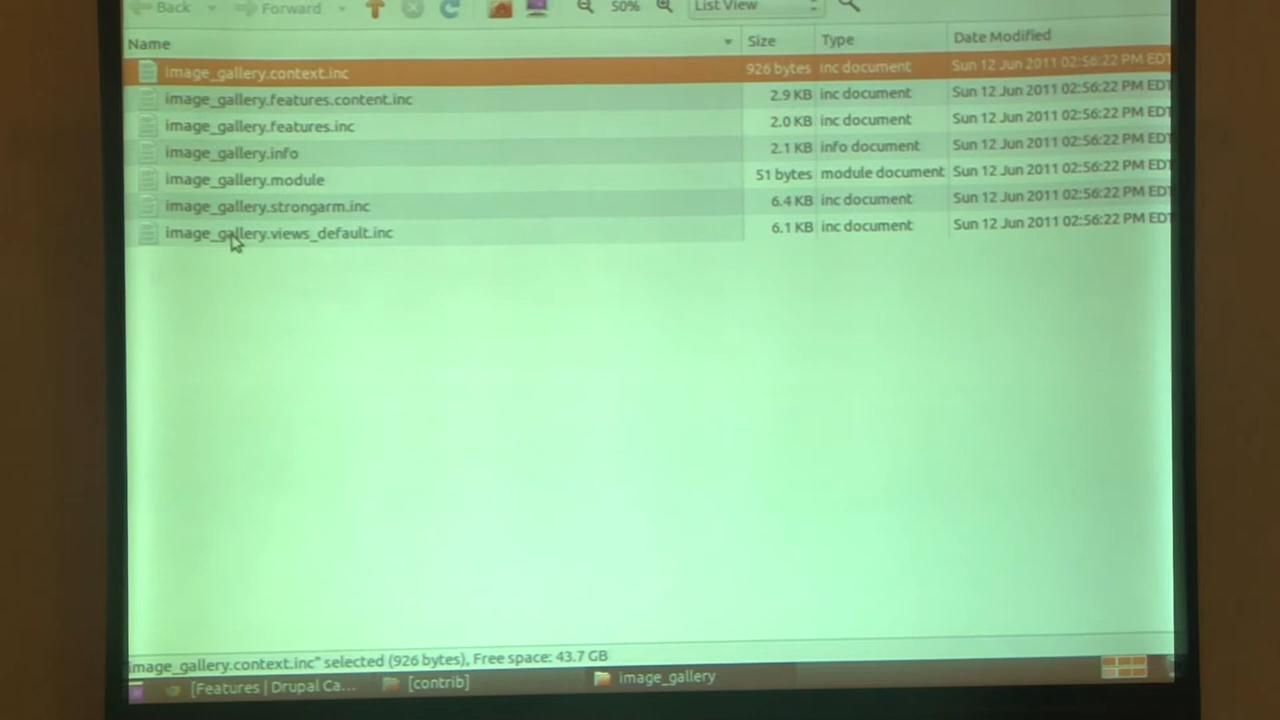 Back Forward 50% List View
Name Size Type Date Modified
image_gallery.context.inc 926 bytes inc document Sun 12 Jun 2011 02:56:22 PM EDT
image_gallery.features.content.inc 2.9 KB inc document Sun 12 Jun 2011 02:56:22 PM EDT
image_gallery.features.inc 2.0 KB inc document Sun 12 Jun 2011 02:56:22 PM EDT
image_gallery.info 2.1 KB info document Sun 12 Jun 2011 02:56:22 PM EDT
image_gallery.module 51 bytes module document Sun 12 Jun 2011 02:56:22 PM EDT
image_gallery.strongarm.inc 6.4 KB inc document Sun 12 Jun 2011 02:56:22 PM EDT
image_gallery.views_default.inc 6.1 KB inc document Sun 12 Jun 2011 02:56:22 PM EDT
image_gallery.context.inc" selected (926 bytes), Free space: 43.7 GB
[Features | Drupal Ca... [contrib] image_gallery